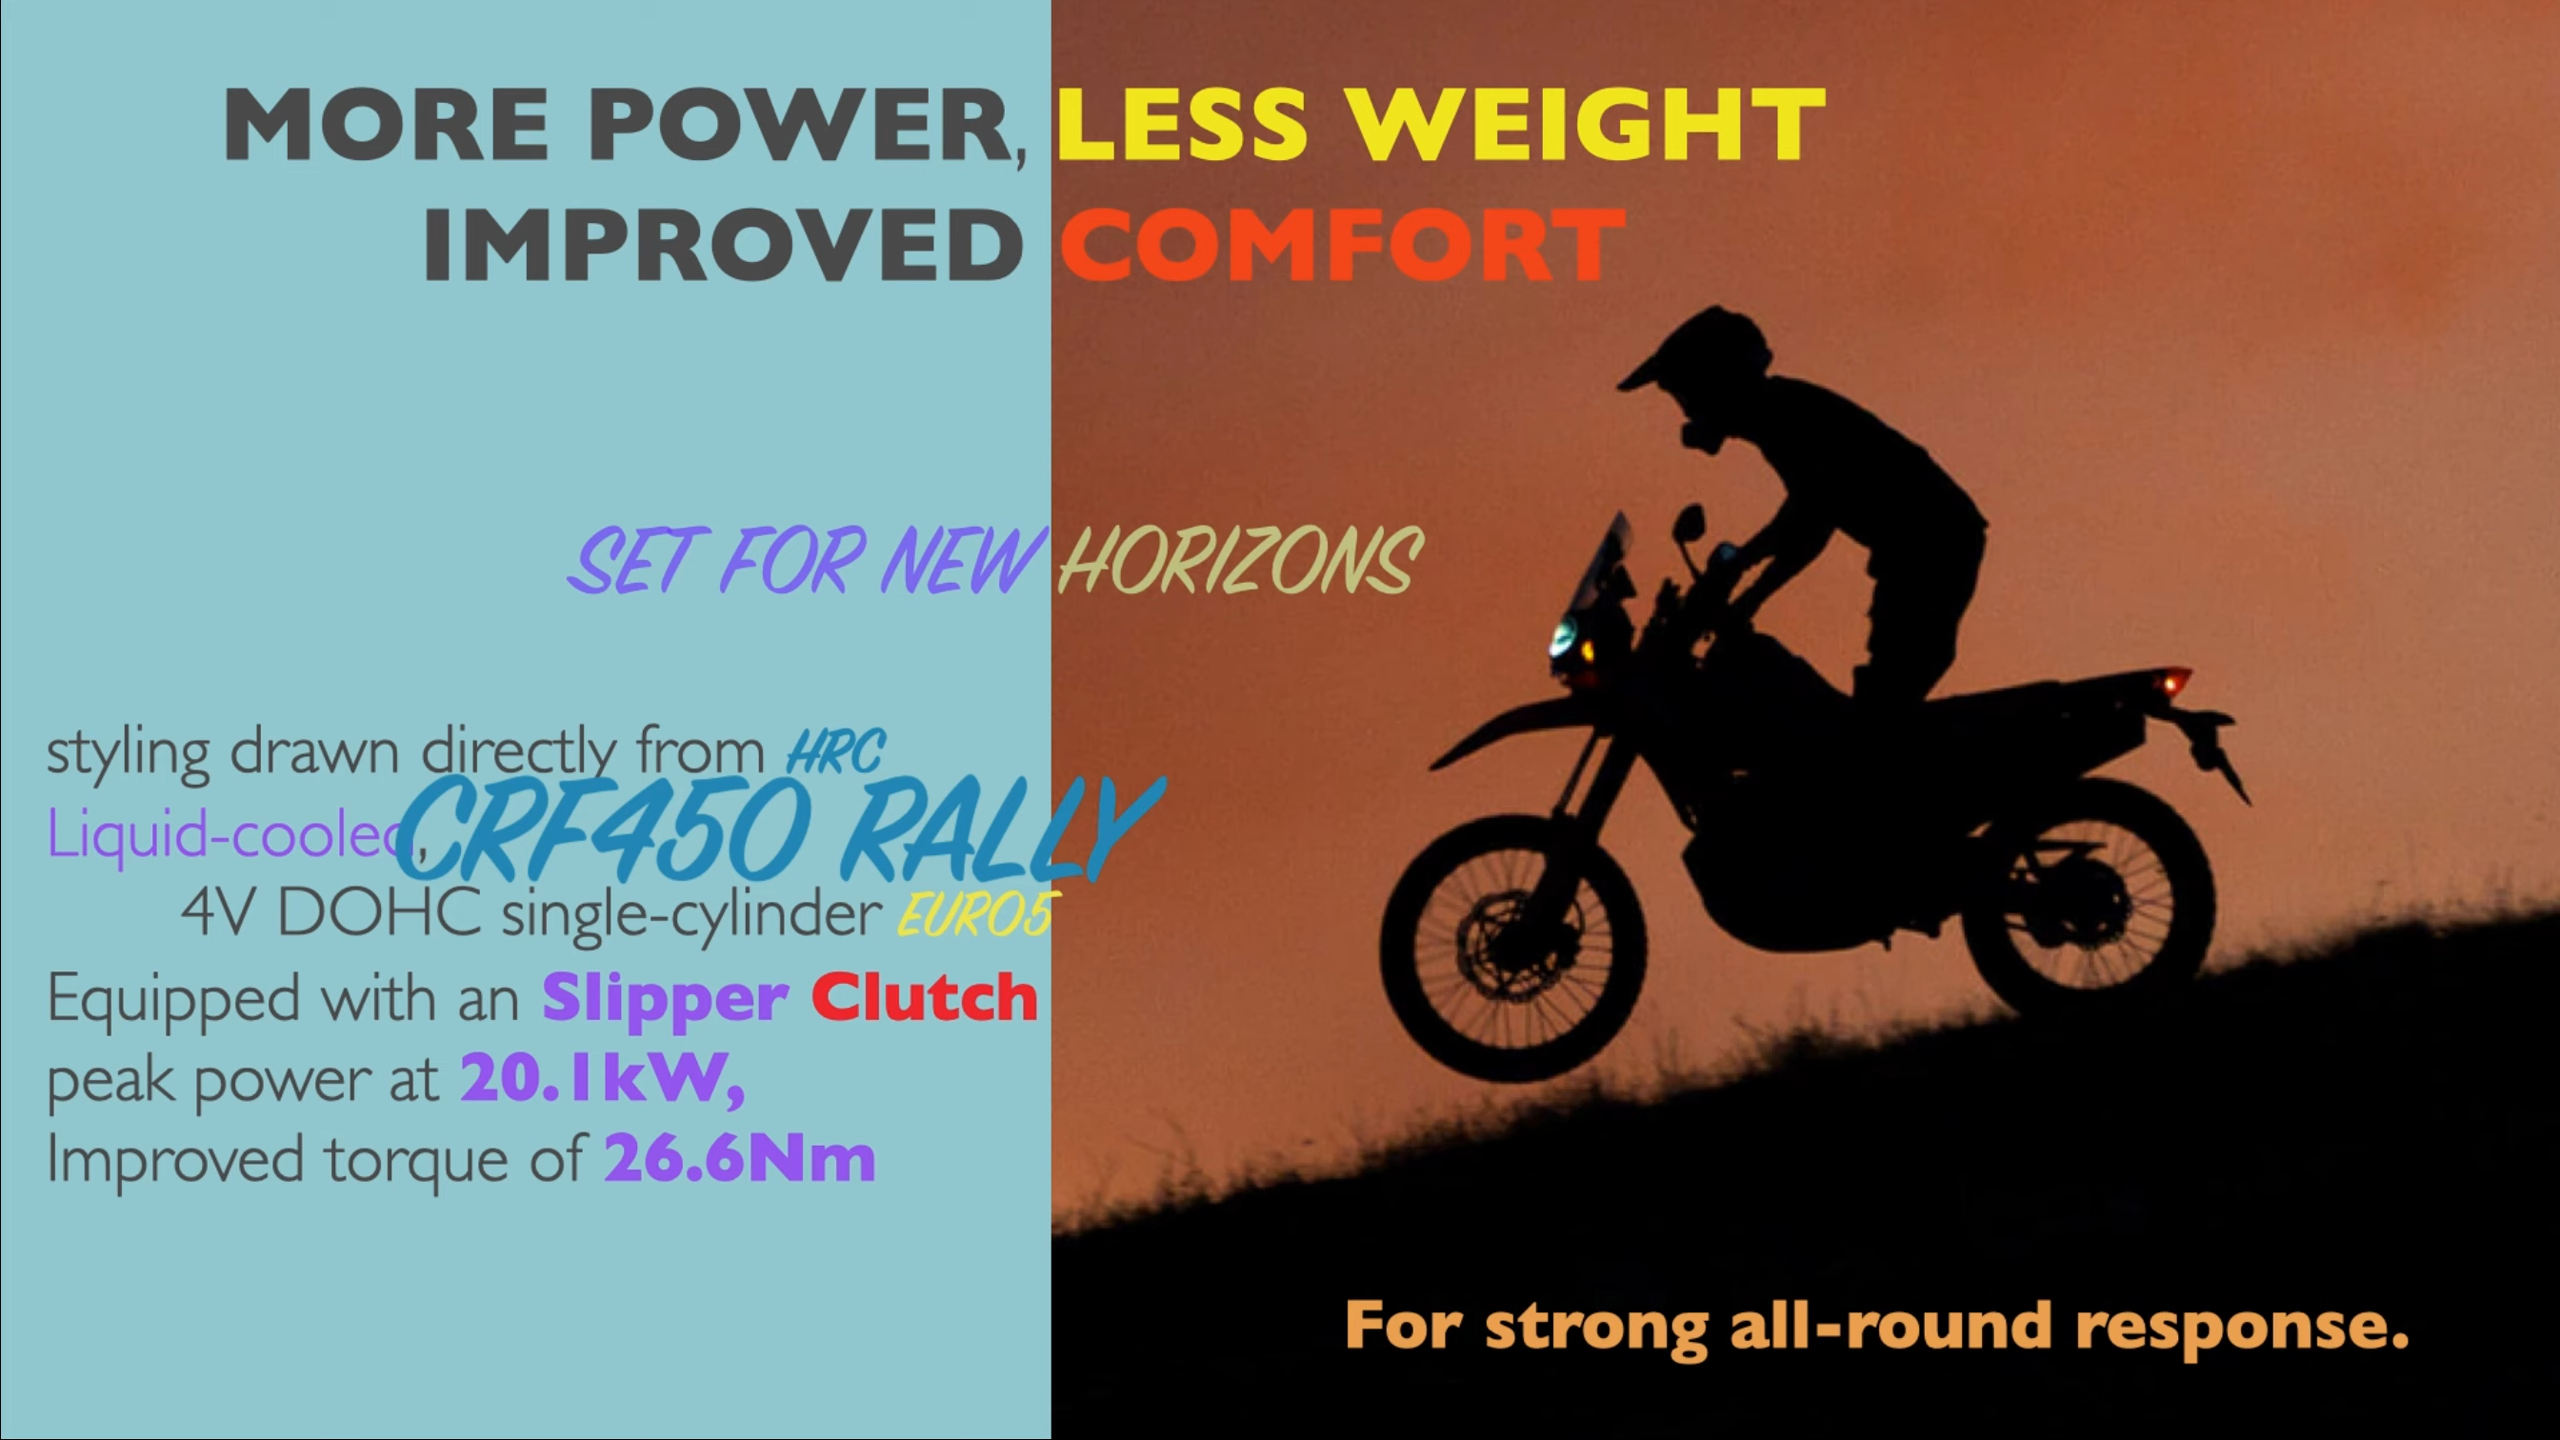 MORE POWER, LESS WEIGHT
IMPROVED COMFORT
SET FOR NEW HORIZONS
styling drawn directly from HRC
CRF450 RALLY
Liquid-cooled,
4V DOHC single-cylinder EURO5
Equipped with an Slipper Clutch
peak power at 20.1kW,
Improved torque of 26.6Nm
For strong all-round response.